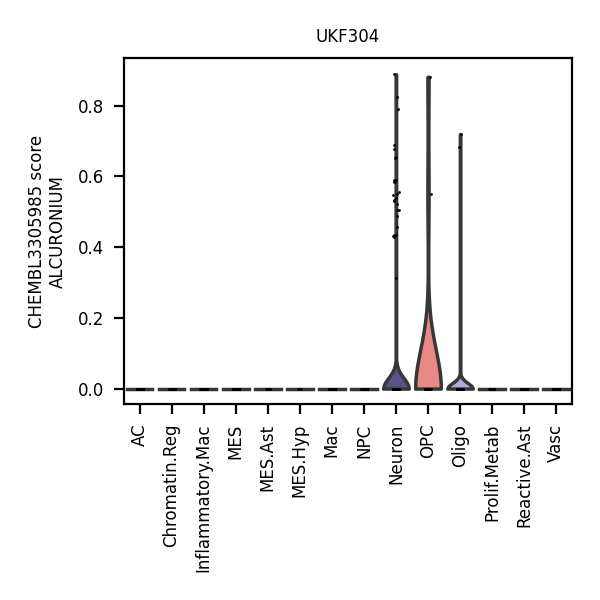 UKF304
CHEMBL3305985 score
ALCURONIUM
0.8
0.6
0.4
0.2
0.0
AC
Chromatin.Reg
Inflammatory.Mac
MES
MES.Ast
MES.Hyp
Mac
NPC
Neuron
OPC
Oligo
Prolif.Metab
Reactive.Ast
Vasc